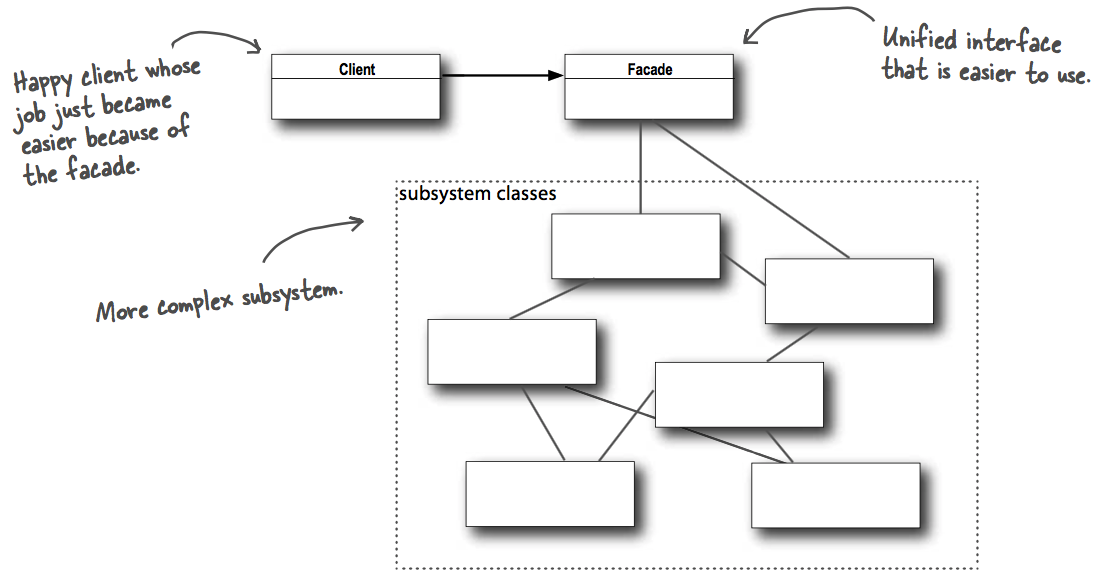 Happy client whose
job just became
easier because of
the facade.
Client
Facade
Unified interface
that is easier to use.
subsystem classes
More complex subsystem.